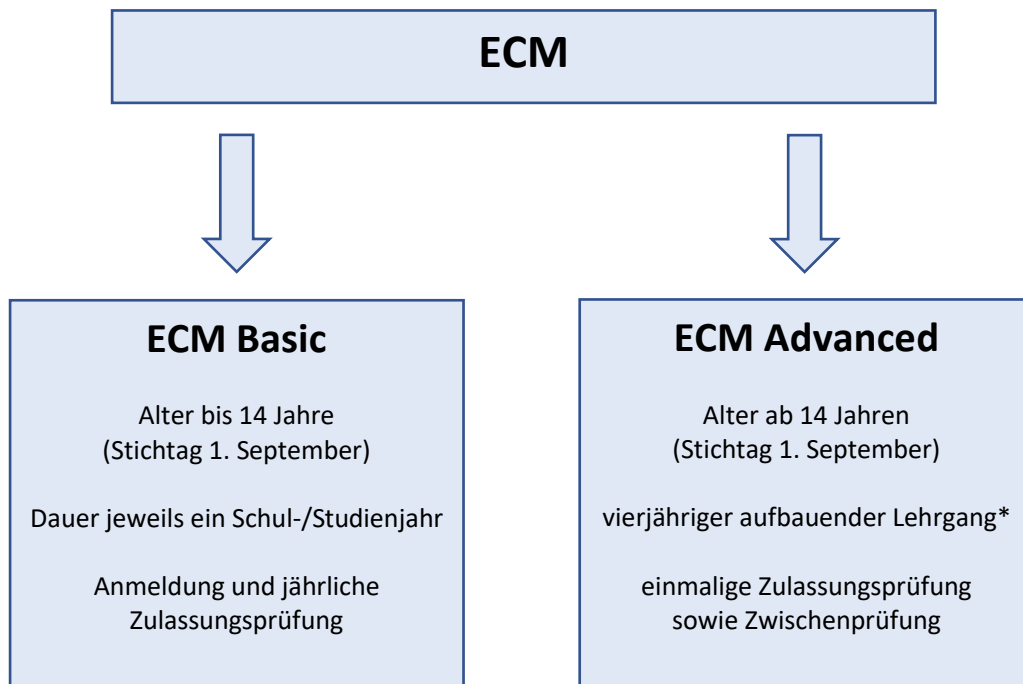 ECM
ECM Basic
Alter bis 14 Jahre
(Stichtag 1. September)
Dauer jeweils ein Schul-/Studienjahr
Anmeldung und jährliche
Zulassungsprüfung
ECM Advanced
Alter ab 14 Jahren
(Stichtag 1. September)
vierjähriger aufbauender Lehrgang*
einmalige Zulassungsprüfung
sowie Zwischenprüfung